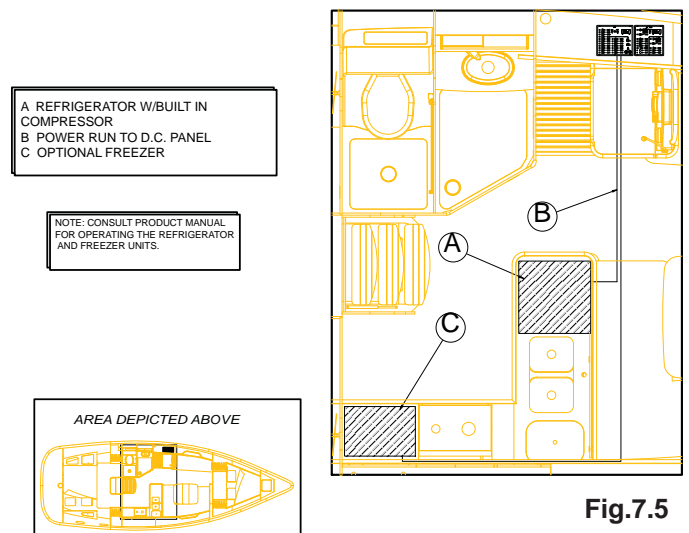 A REFRIGERATOR W/BUILT IN
COMPRESSOR
B POWER RUN TO D.C. PANEL
C OPTIONAL FREEZER
NOTE: CONSULT PRODUCT MANUAL
FOR OPERATING THE REFRIGERATOR
AND FREEZER UNITS.
B
A
C
AREA DEPICTED ABOVE
Fig.7.5